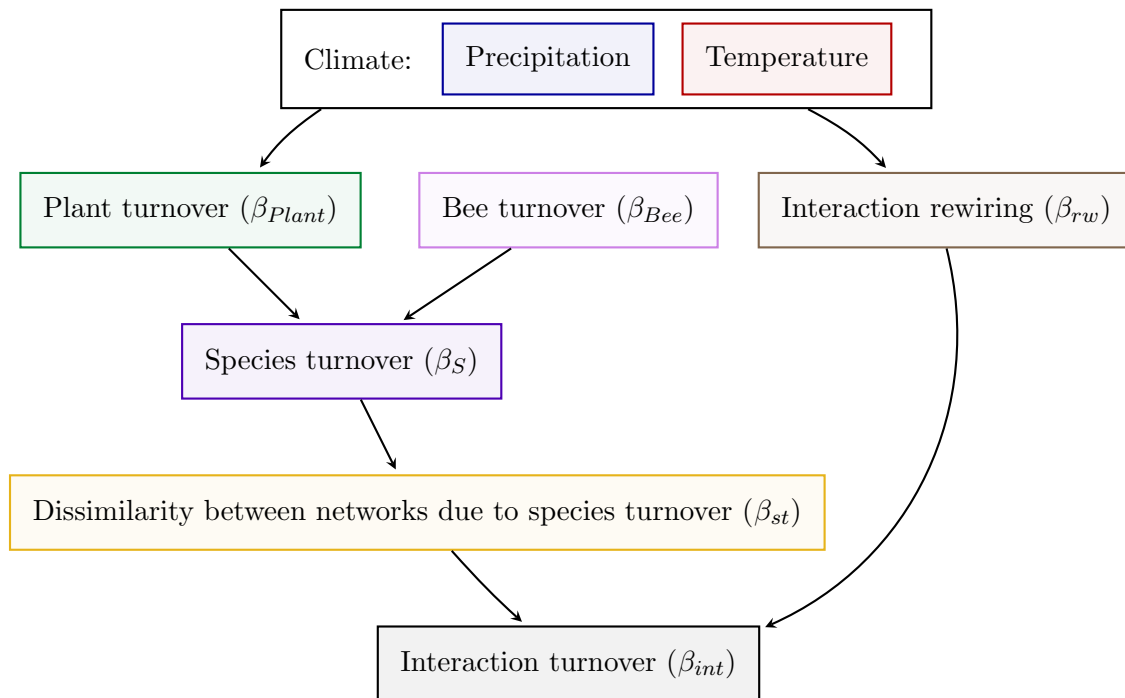 Climate: Precipitation Temperature
Plant turnover (β_Plant) Bee turnover (β_Bee) Interaction rewiring (β_rw)
Species turnover (β_S)
Dissimilarity between networks due to species turnover (β_st)
Interaction turnover (β_int)